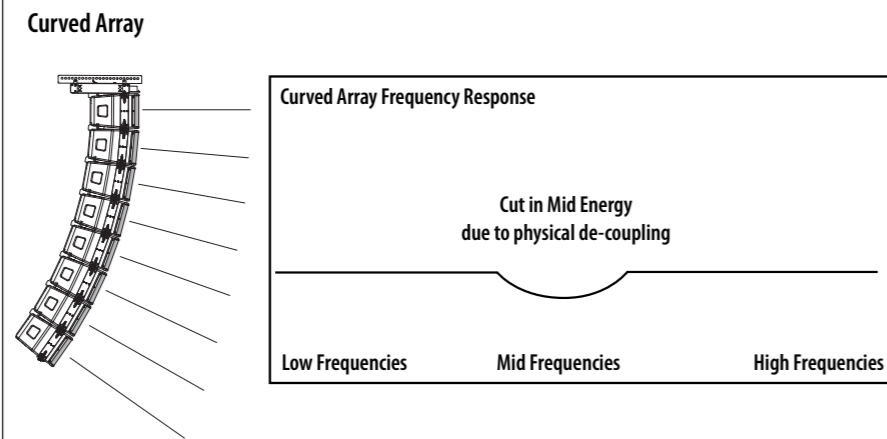 Curved Array
Curved Array Frequency Response
Cut in Mid Energy
due to physical de-coupling
Low Frequencies
Mid Frequencies
High Frequencies